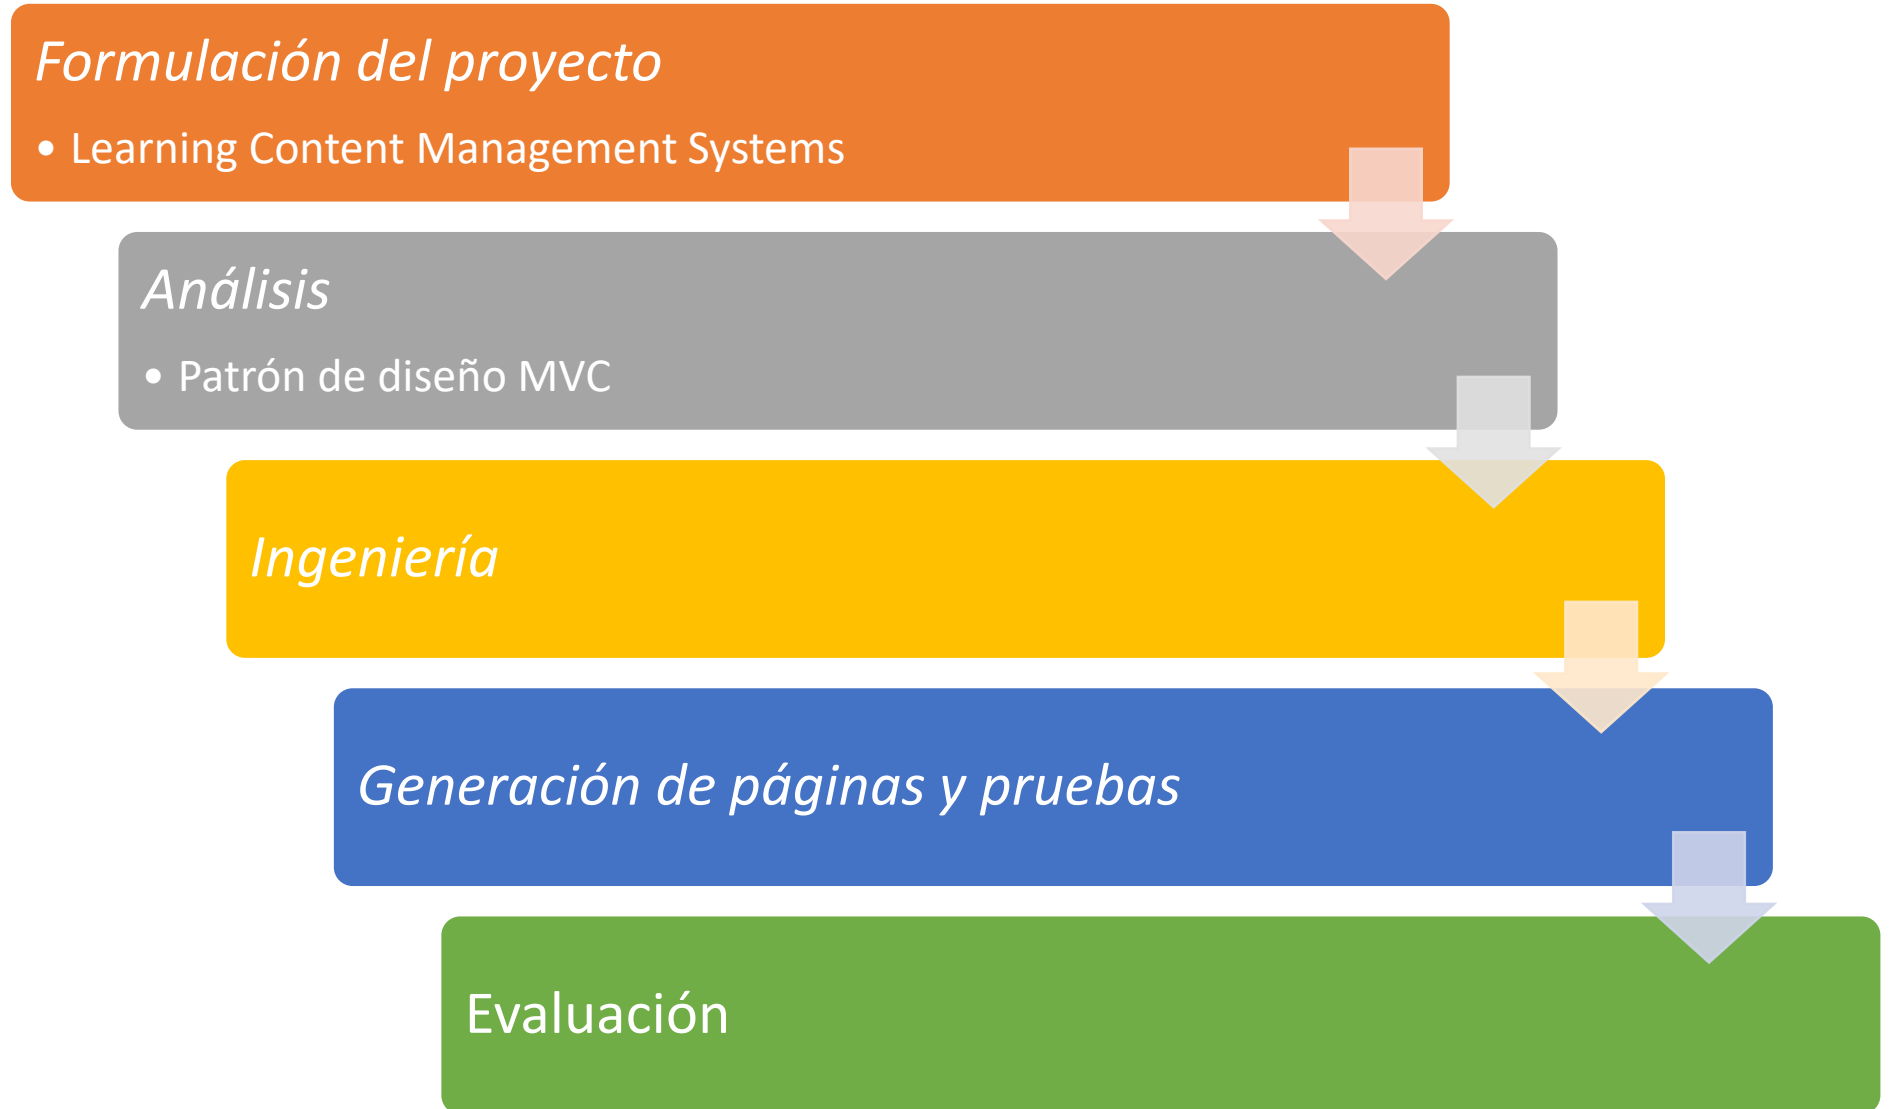 Formulación del proyecto
• Learning Content Management Systems
Análisis
• Patrón de diseño MVC
Ingeniería
Generación de páginas y pruebas
Evaluación